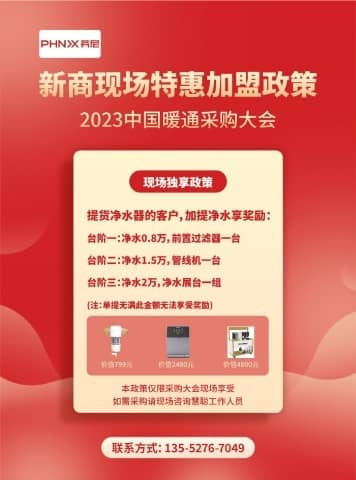 PHNIX 芬尼
新商现场特惠加盟政策
2023中国暖通采购大会
现场独享政策
提货净水器的客户，加提净水享奖励：
台阶一：净水0.8万，前置过滤器一台
台阶二：净水1.5万，管线机一台
台阶三：净水2万，净水展台一组
(注：单提无满此金额无法享受奖励)
价值799元 价值2480元 价值4890元
本政策仅限采购大会现场享受
如需采购请现场咨询慧聪工作人员
联系方式：135-5276-7049